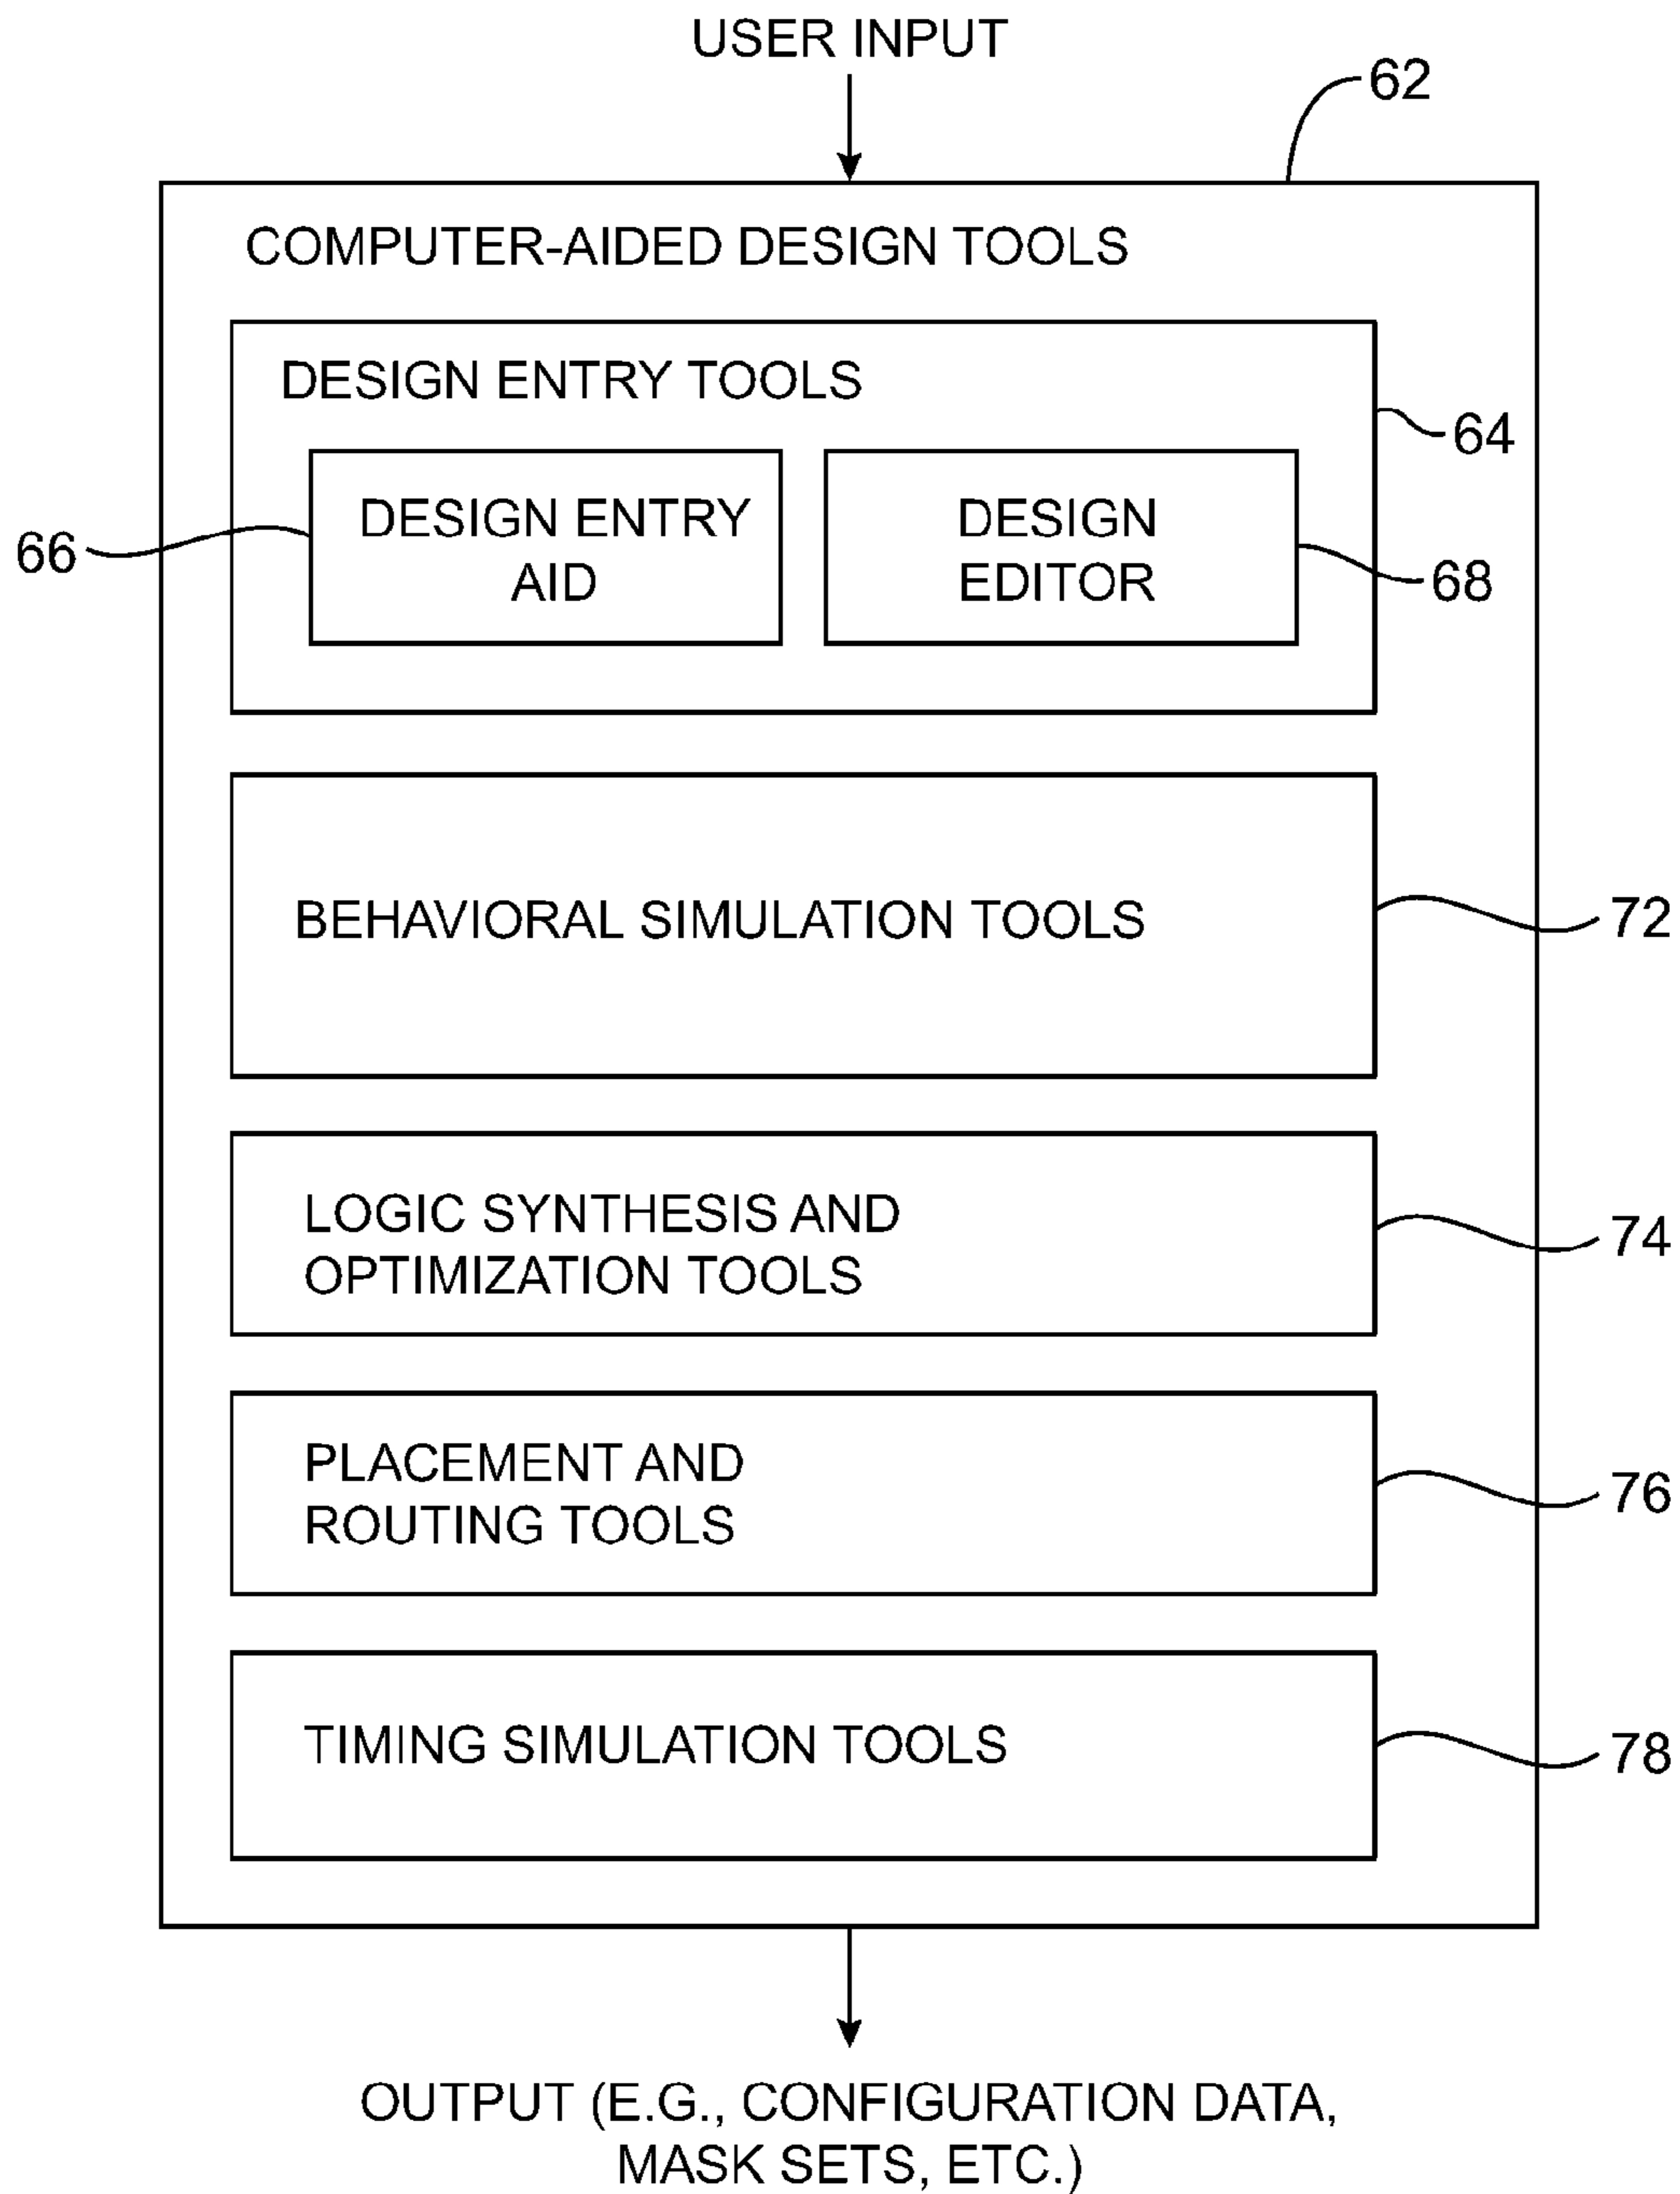 USER INPUT
62
COMPUTER-AIDED DESIGN TOOLS
DESIGN ENTRY TOOLS
64
66
DESIGN ENTRY
AID
DESIGN
EDITOR
68
BEHAVIORAL SIMULATION TOOLS
72
LOGIC SYNTHESIS AND
OPTIMIZATION TOOLS
74
PLACEMENT AND
ROUTING TOOLS
76
TIMING SIMULATION TOOLS
78
OUTPUT (E.G., CONFIGURATION DATA,
MASK SETS, ETC.)